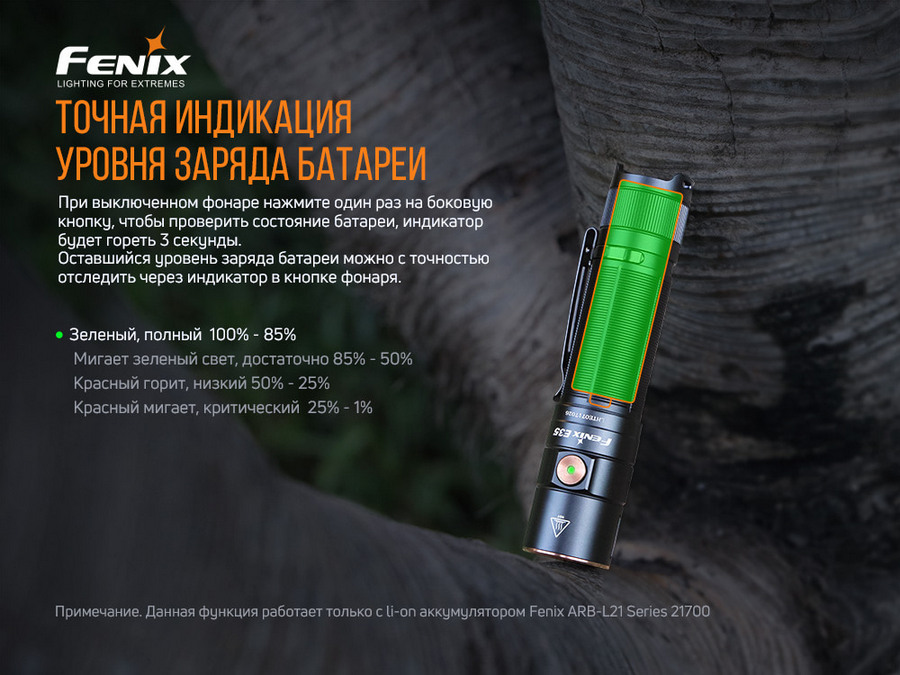 FENIX
LIGHTING FOR EXTREMES
ТОЧНАЯ ИНДИКАЦИЯ
УРОВНЯ ЗАРЯДА БАТАРЕИ
При выключенном фонаре нажмите один раз на боковую
кнопку, чтобы проверить состояние батареи, индикатор
будет гореть 3 секунды.
Оставшийся уровень заряда батареи можно с точностью
отследить через индикатор в кнопке фонаря.
Зеленый, полный 100% - 85%
Мигает зеленый свет, достаточно 85% - 50%
Красный горит, низкий 50% - 25%
Красный мигает, критический 25% - 1%
FENIX E35
Примечание. Данная функция работает только с li-on аккумулятором Fenix ARB-L21 Series 21700